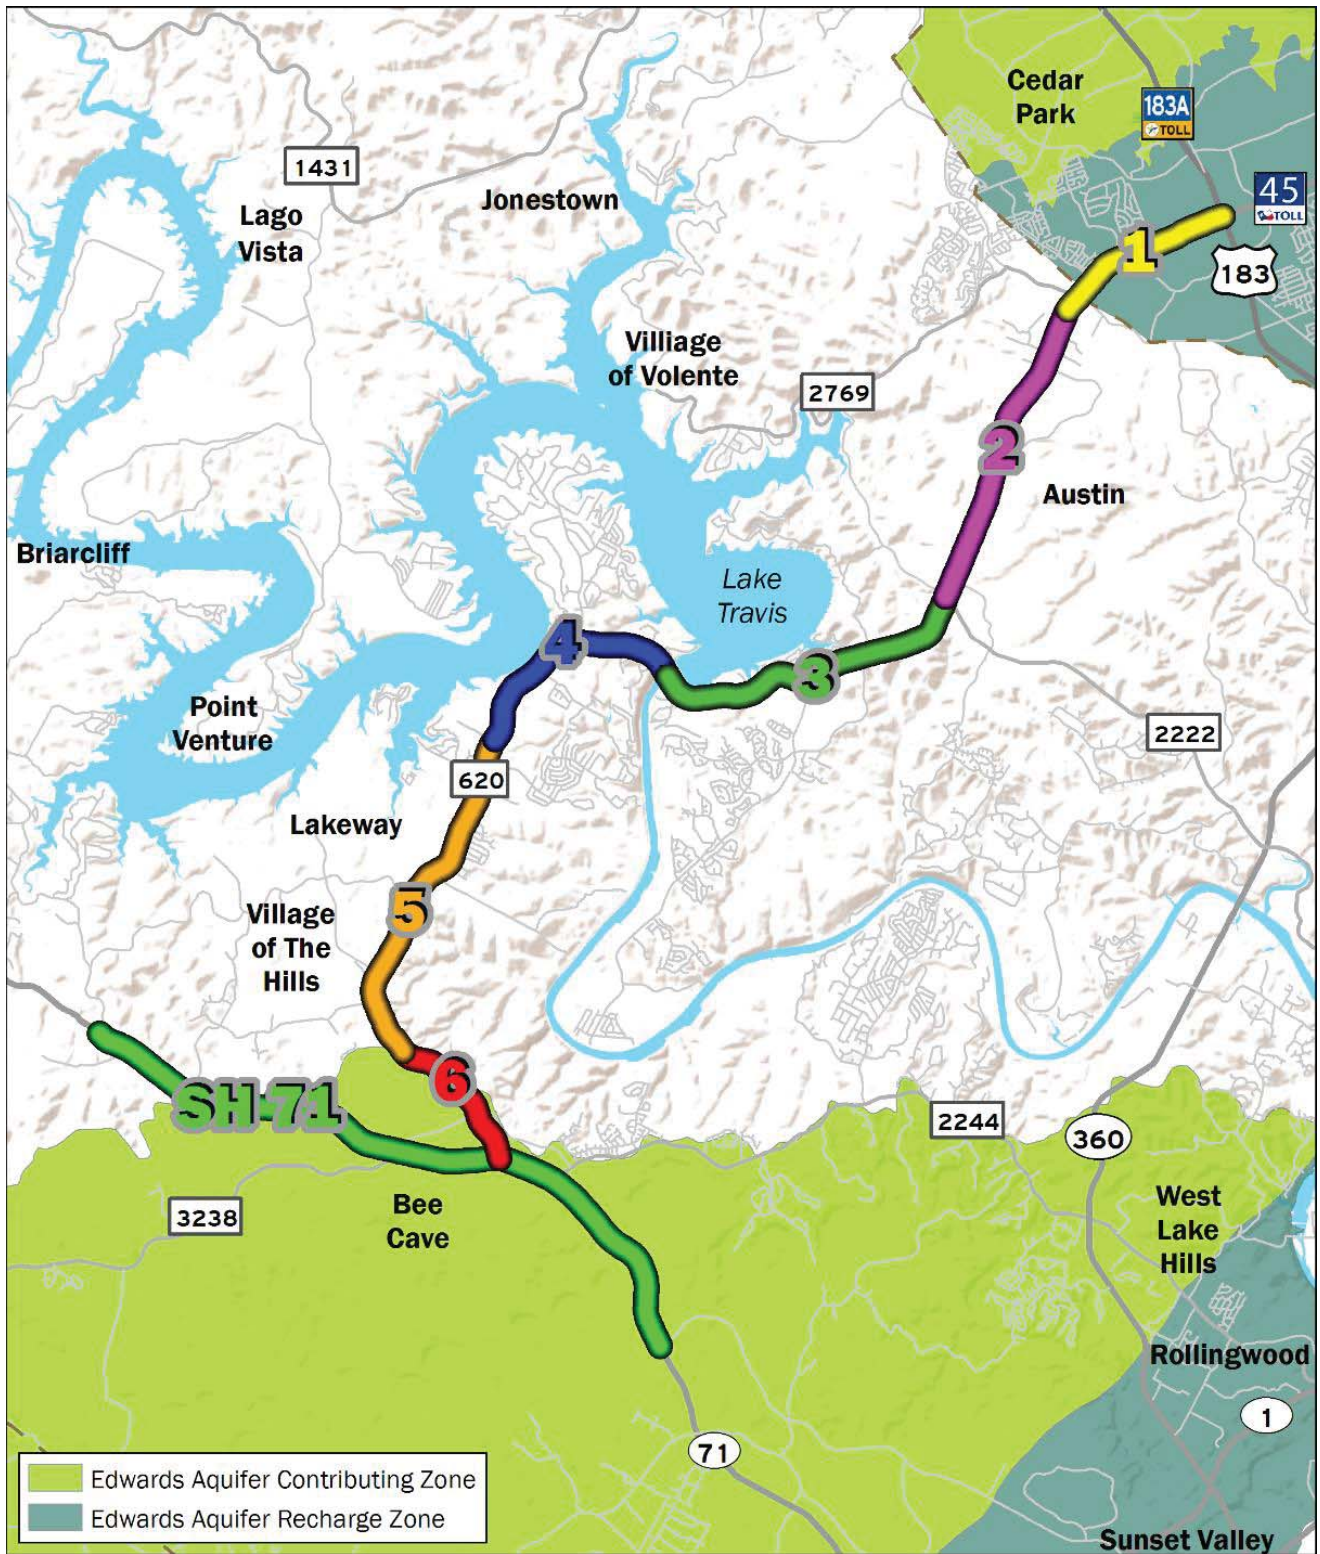 Cedar
Park
183A
TOLL
45
TOLL
1431
Jonestown
Lago
Vista
1
183
Villiage
of Volente
2769
2
Austin
Briarcliff
Lake
Travis
4
3
Point
Venture
2222
620
Lakeway
5
Village
of The
Hills
6
SH 71
2244
360
3238
Bee
Cave
West
Lake
Hills
Rollingwood
1
71
Edwards Aquifer Contributing Zone
Edwards Aquifer Recharge Zone
Sunset Valley